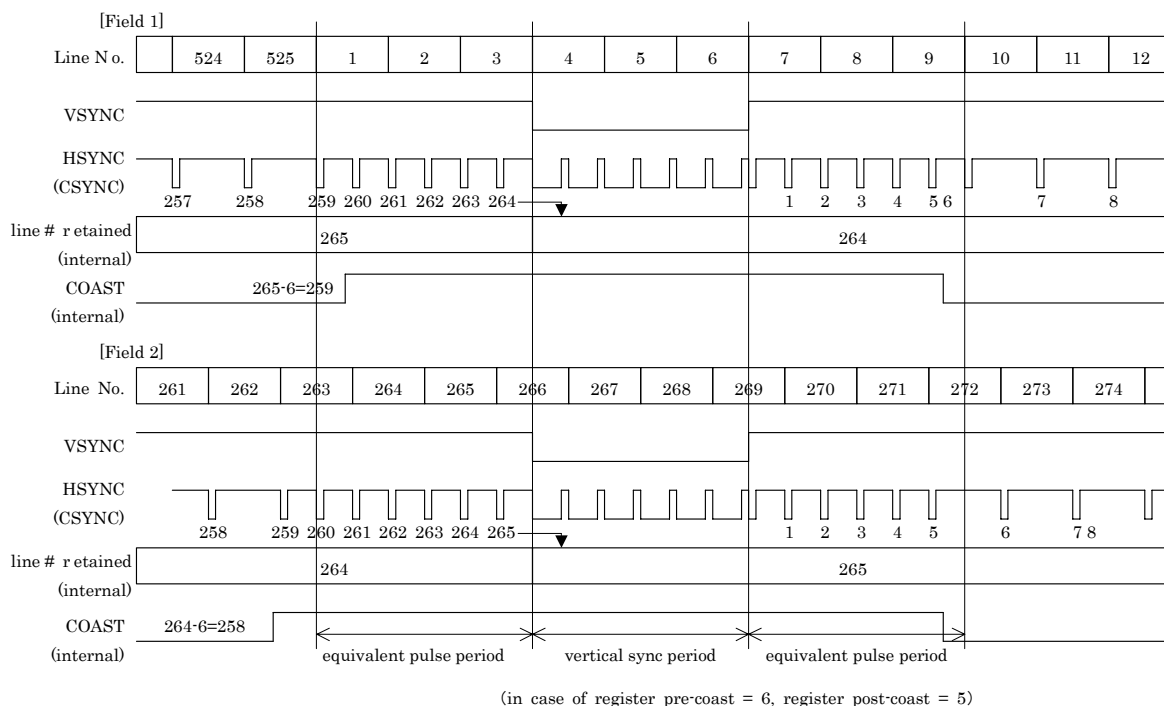 [Field 1]
Line N o. 524 525 1 2 3 4 5 6 7 8 9 10 11 12
VSYNC
HSYNC
(CSYNC)
257 258 259 260 261 262 263 264 1 2 3 4 5 6 7 8
line # r etained
(internal)
265 264
COAST
(internal)
265-6=259
[Field 2]
Line No. 261 262 263 264 265 266 267 268 269 270 271 272 273 274
VSYNC
HSYNC
(CSYNC)
258 259 260 261 262 263 264 265 1 2 3 4 5 6 7 8
line # r etained
(internal)
264 265
COAST
(internal)
264-6=258
equivalent pulse period vertical sync period equivalent pulse period
(in case of register pre-coast = 6, register post-coast = 5)